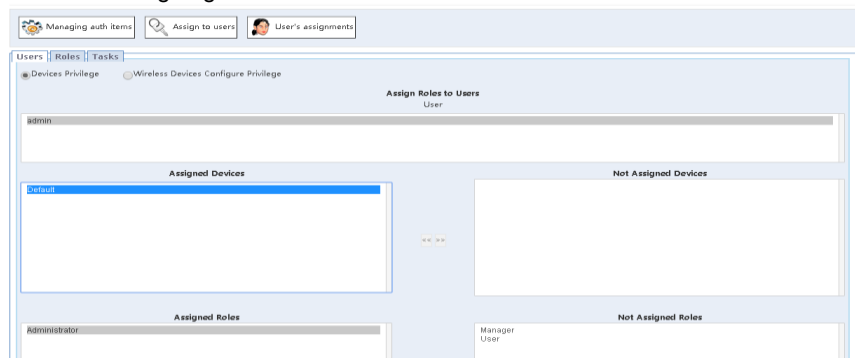 Managing auth items Assign to users User's assignments
Users Roles Tasks
Devices Privilege Wireless Devices Configure Privilege
Assign Roles to Users
User
admin
Assigned Devices Not Assigned Devices
Default
<< >>
Assigned Roles Not Assigned Roles
Administrator Manager
User